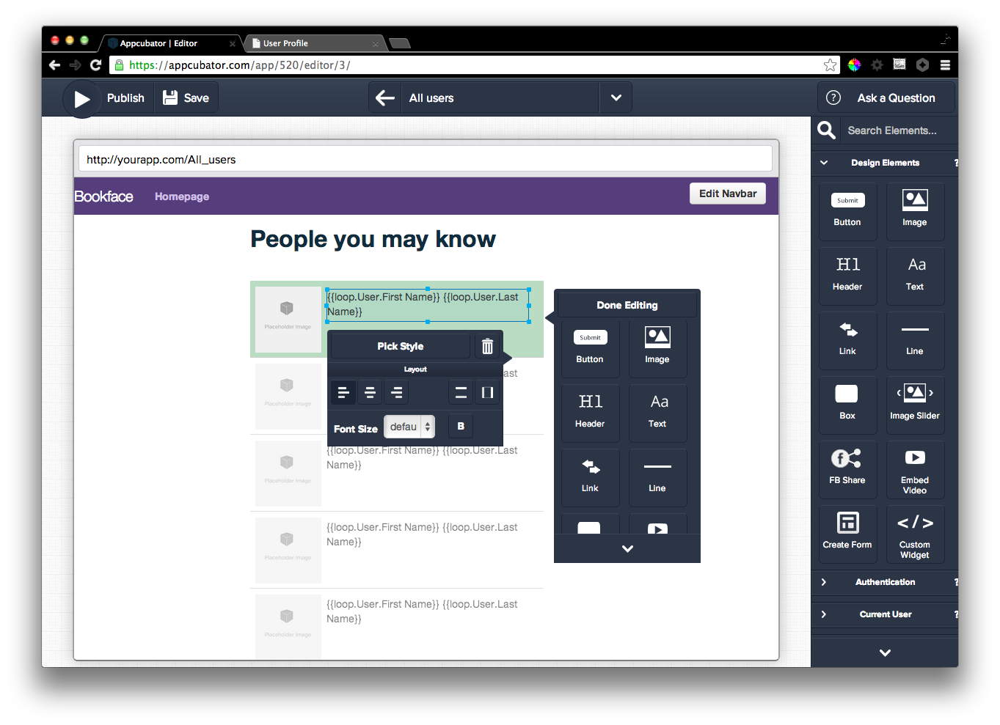 Appcubator | Editor
User Profile
https://appcubator.com/app/520/editor/3/
Publish
Save
All users
? Ask a Question
Search Elements...
http://yourapp.com/All_users
Bookface
Homepage
Edit Navbar
People you may know
Placeholder Image
{{loop.User.First Name}} {{loop.User.Last
Name}}
Pick Style
Layout
Font Size
defau
B
Placeholder Image
ast
Placeholder Image
{{loop.User.First Name}} {{loop.User.Last
Name}}
Placeholder Image
{{loop.User.First Name}} {{loop.User.Last
Name}}
Placeholder Image
{{loop.User.First Name}} {{loop.User.Last
Name}}
Done Editing
Submit
Button
Image
H1
Header
Aa
Text
Link
Line
Design Elements
?
Submit
Button
Image
H1
Header
Aa
Text
Link
Line
Box
Image Slider
f
FB Share
Embed
Video
Create Form
</>
Custom
Widget
Authentication
?
Current User
?